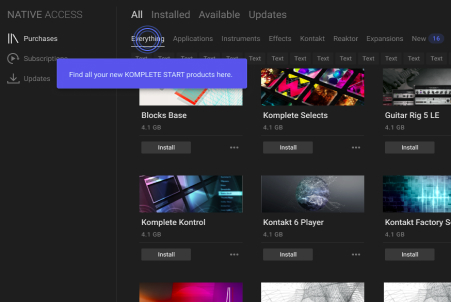 NATIVE ACCESS
All Installed Available Updates
Purchases
Everything Applications Instruments Effects Kontakt Reaktor Expansions New 16
Subscriptions
Text Text Text Text Text Text Text Text Text Text Text
Find all your new KOMPLETE START products here.
Updates
Blocks Base Komplete Selects Guitar Rig 5 LE
4.1 GB 4.1 GB 4.1 GB
Install Install Install
Komplete Kontrol Kontakt 6 Player Kontakt Factory S
4.1 GB 4.1 GB 4.1 GB
Install Install Install